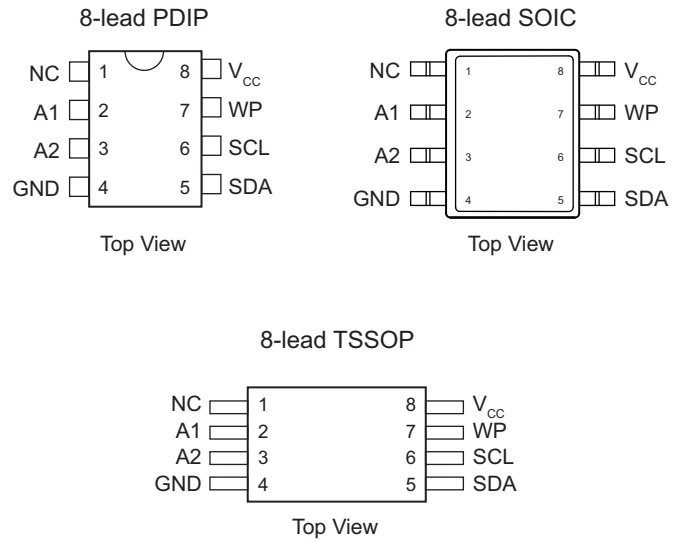 8-lead PDIP
NC 1 8 VCC
A1 2 7 WP
A2 3 6 SCL
GND 4 5 SDA
Top View
8-lead SOIC
NC 1 8 VCC
A1 2 7 WP
A2 3 6 SCL
GND 4 5 SDA
Top View
8-lead TSSOP
NC 1 8 VCC
A1 2 7 WP
A2 3 6 SCL
GND 4 5 SDA
Top View